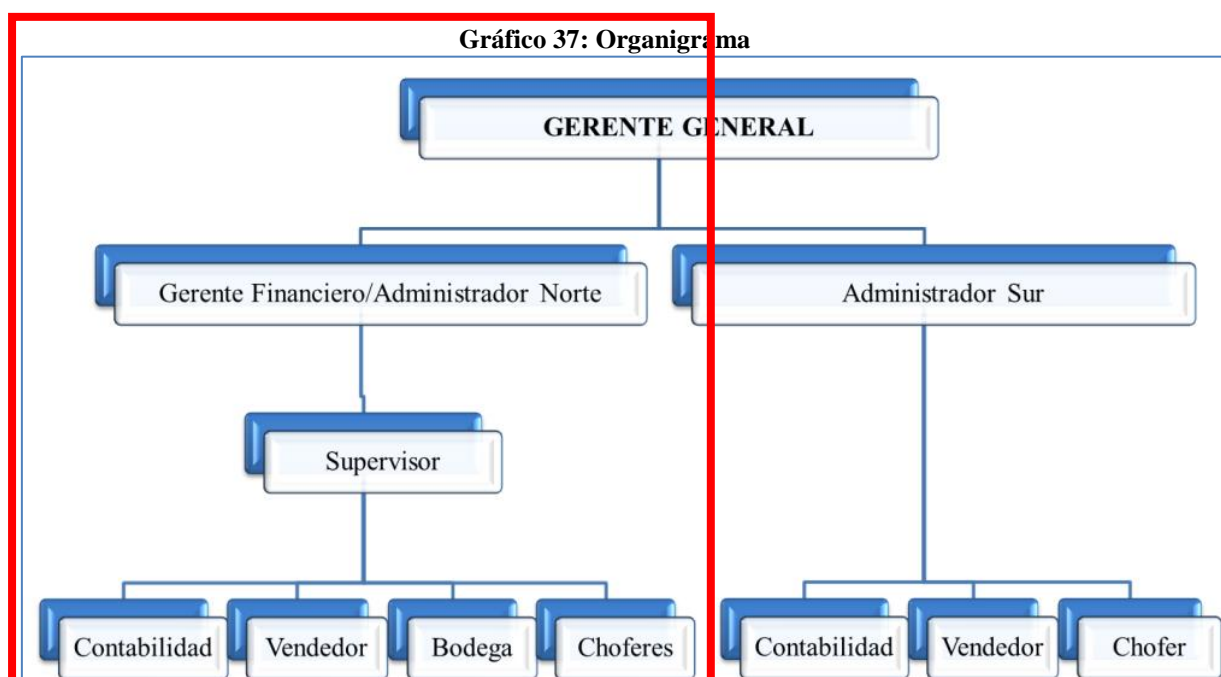 Gráfico 37: Organigrama
GERENTE GENERAL
Gerente Financiero/Administrador Norte
Administrador Sur
Supervisor
Contabilidad
Vendedor
Bodega
Choferes
Contabilidad
Vendedor
Chofer